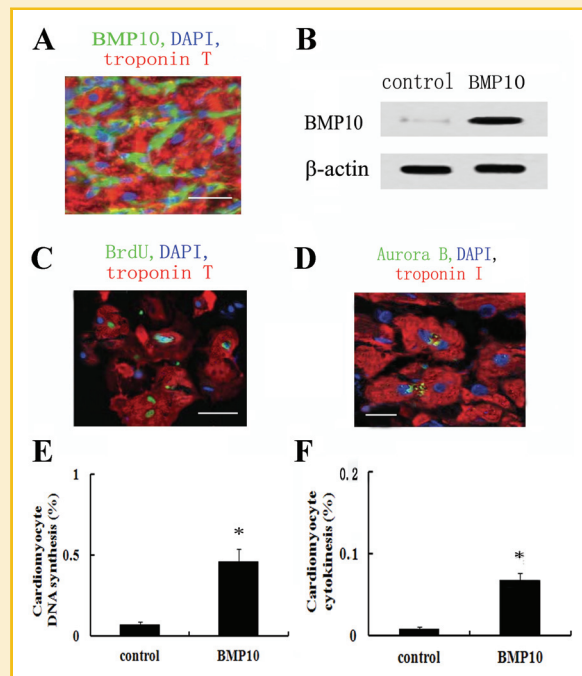 A
BMP10, DAPI,
troponin T
B
control BMP10
BMP10
β-actin
C
BrdU, DAPI,
troponin T
D
Aurora B, DAPI,
troponin I
E
Cardiomyocyte
DNA synthesis (%)
1
0.5
0
*
control BMP10
F
Cardiomyocyte
cytokinesis (%)
0.2
0.1
0
*
control BMP10